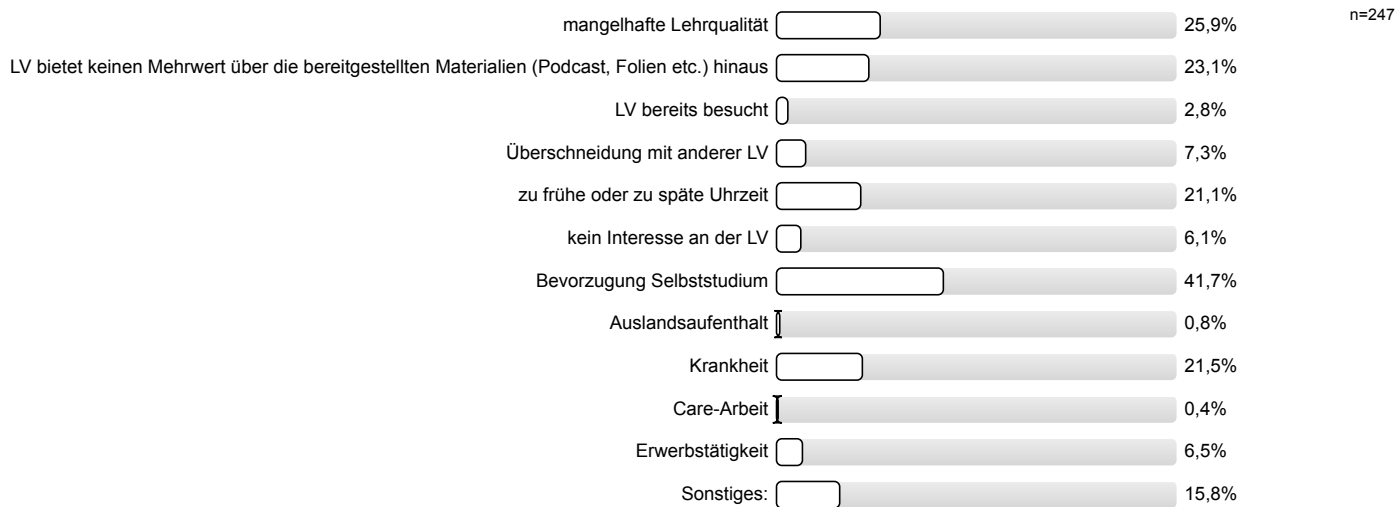 n=247
mangelhafte Lehrqualität 25,9%
LV bietet keinen Mehrwert über die bereitgestellten Materialien (Podcast, Folien etc.) hinaus 23,1%
LV bereits besucht 2,8%
Überschneidung mit anderer LV 7,3%
zu frühe oder zu späte Uhrzeit 21,1%
kein Interesse an der LV 6,1%
Bevorzugung Selbststudium 41,7%
Auslandsaufenthalt 0,8%
Krankheit 21,5%
Care-Arbeit 0,4%
Erwerbstätigkeit 6,5%
Sonstiges: 15,8%